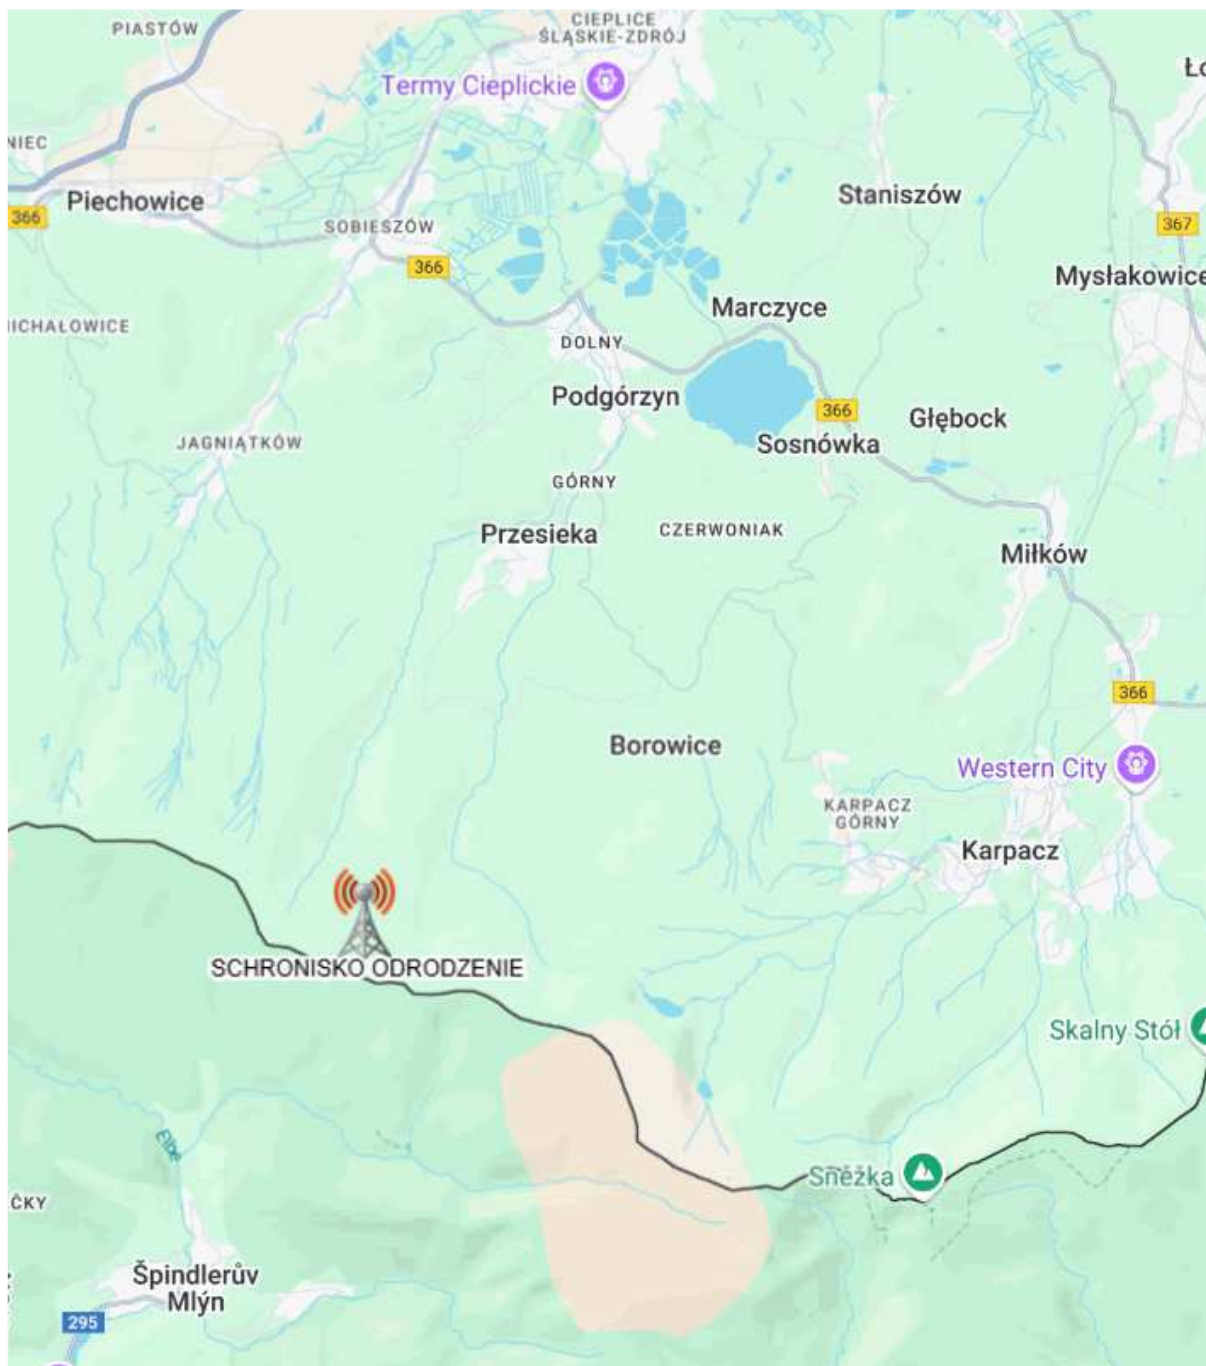 PIASTÓW
CIEPLICE
ŚLĄSKIE-ZDRÓJ
Termy Cieplickie
NIEC
Piechowice
366
SOBIESZÓW
366
Staniszów
367
Mysłakowice
Marczyce
ICHAŁOWICE
DOLNY
Podgórzyn
366
Głębock
Sosnówka
JAGNIĄTKÓW
GÓRNY
Przesieka
CZERWONIAK
Miłków
366
Borowice
Western City
KARPACZ
GÓRNY
Karpacz
SCHRONISKO ODRODZENIE
Skalny Stół
Elbe
Sněžka
ČKY
Špindlerův
Mlýn
295